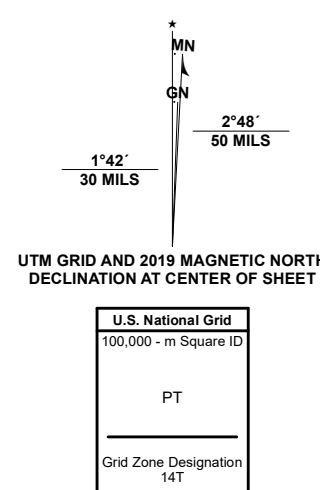 ★
MN
GN
2°48´
50 MILS
1°42´
30 MILS
UTM GRID AND 2019 MAGNETIC NORTH
DECLINATION AT CENTER OF SHEET
U.S. National Grid
100,000 - m Square ID
PT
Grid Zone Designation
14T